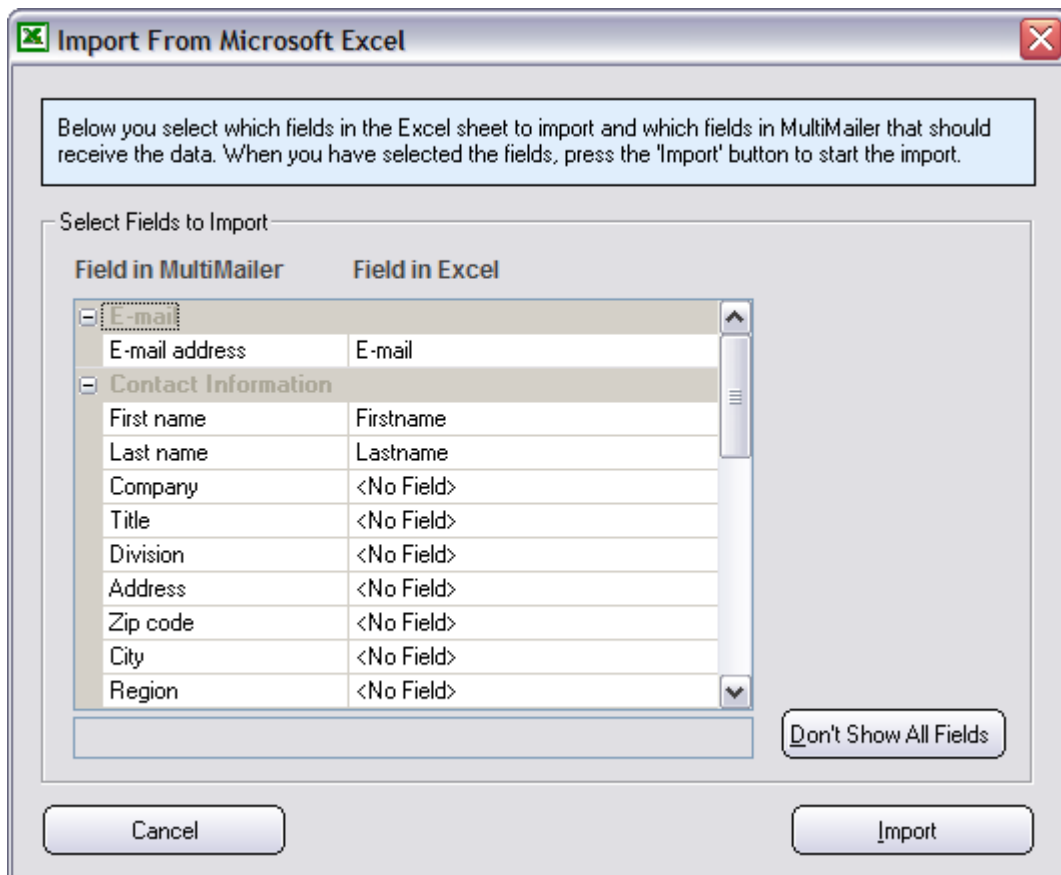 Import From Microsoft Excel
Below you select which fields in the Excel sheet to import and which fields in MultiMailer that should
receive the data. When you have selected the fields, press the 'Import' button to start the import.
Select Fields to Import
Field in MultiMailer Field in Excel
E-mail
E-mail address E-mail
Contact Information
First name Firstname
Last name Lastname
Company <No Field>
Title <No Field>
Division <No Field>
Address <No Field>
Zip code <No Field>
City <No Field>
Region <No Field>
Don't Show All Fields
Cancel Import